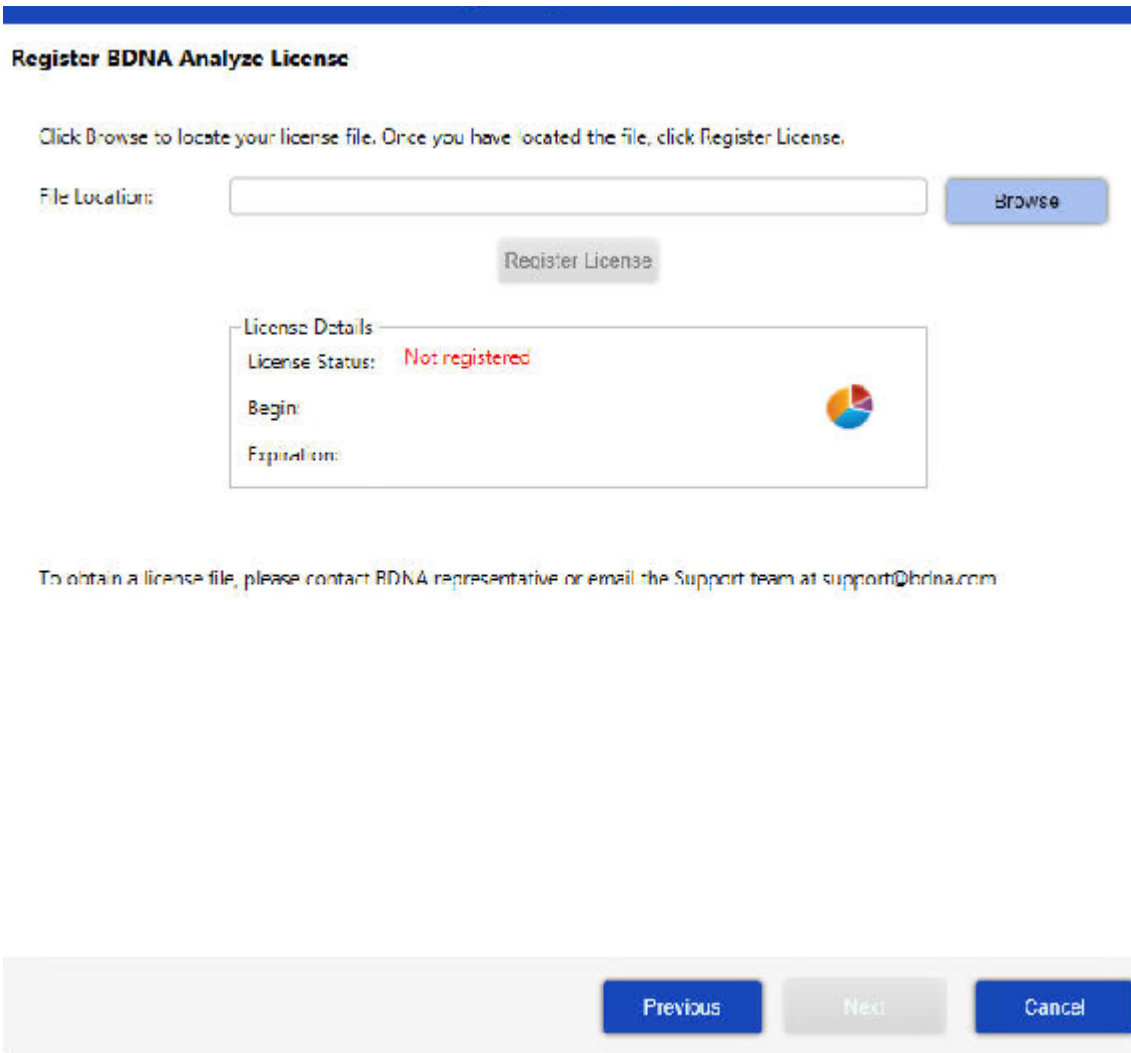 Register BDNA Analyze License
Click Browse to locate your license file. Once you have located the file, click Register License.
File Location:
Browse
Register License
License Details
License Status: Not registered
Begin:
Expiration:
To obtain a license file, please contact BDNA representative or email the Support team at support@bdna.com
Previous Next Cancel